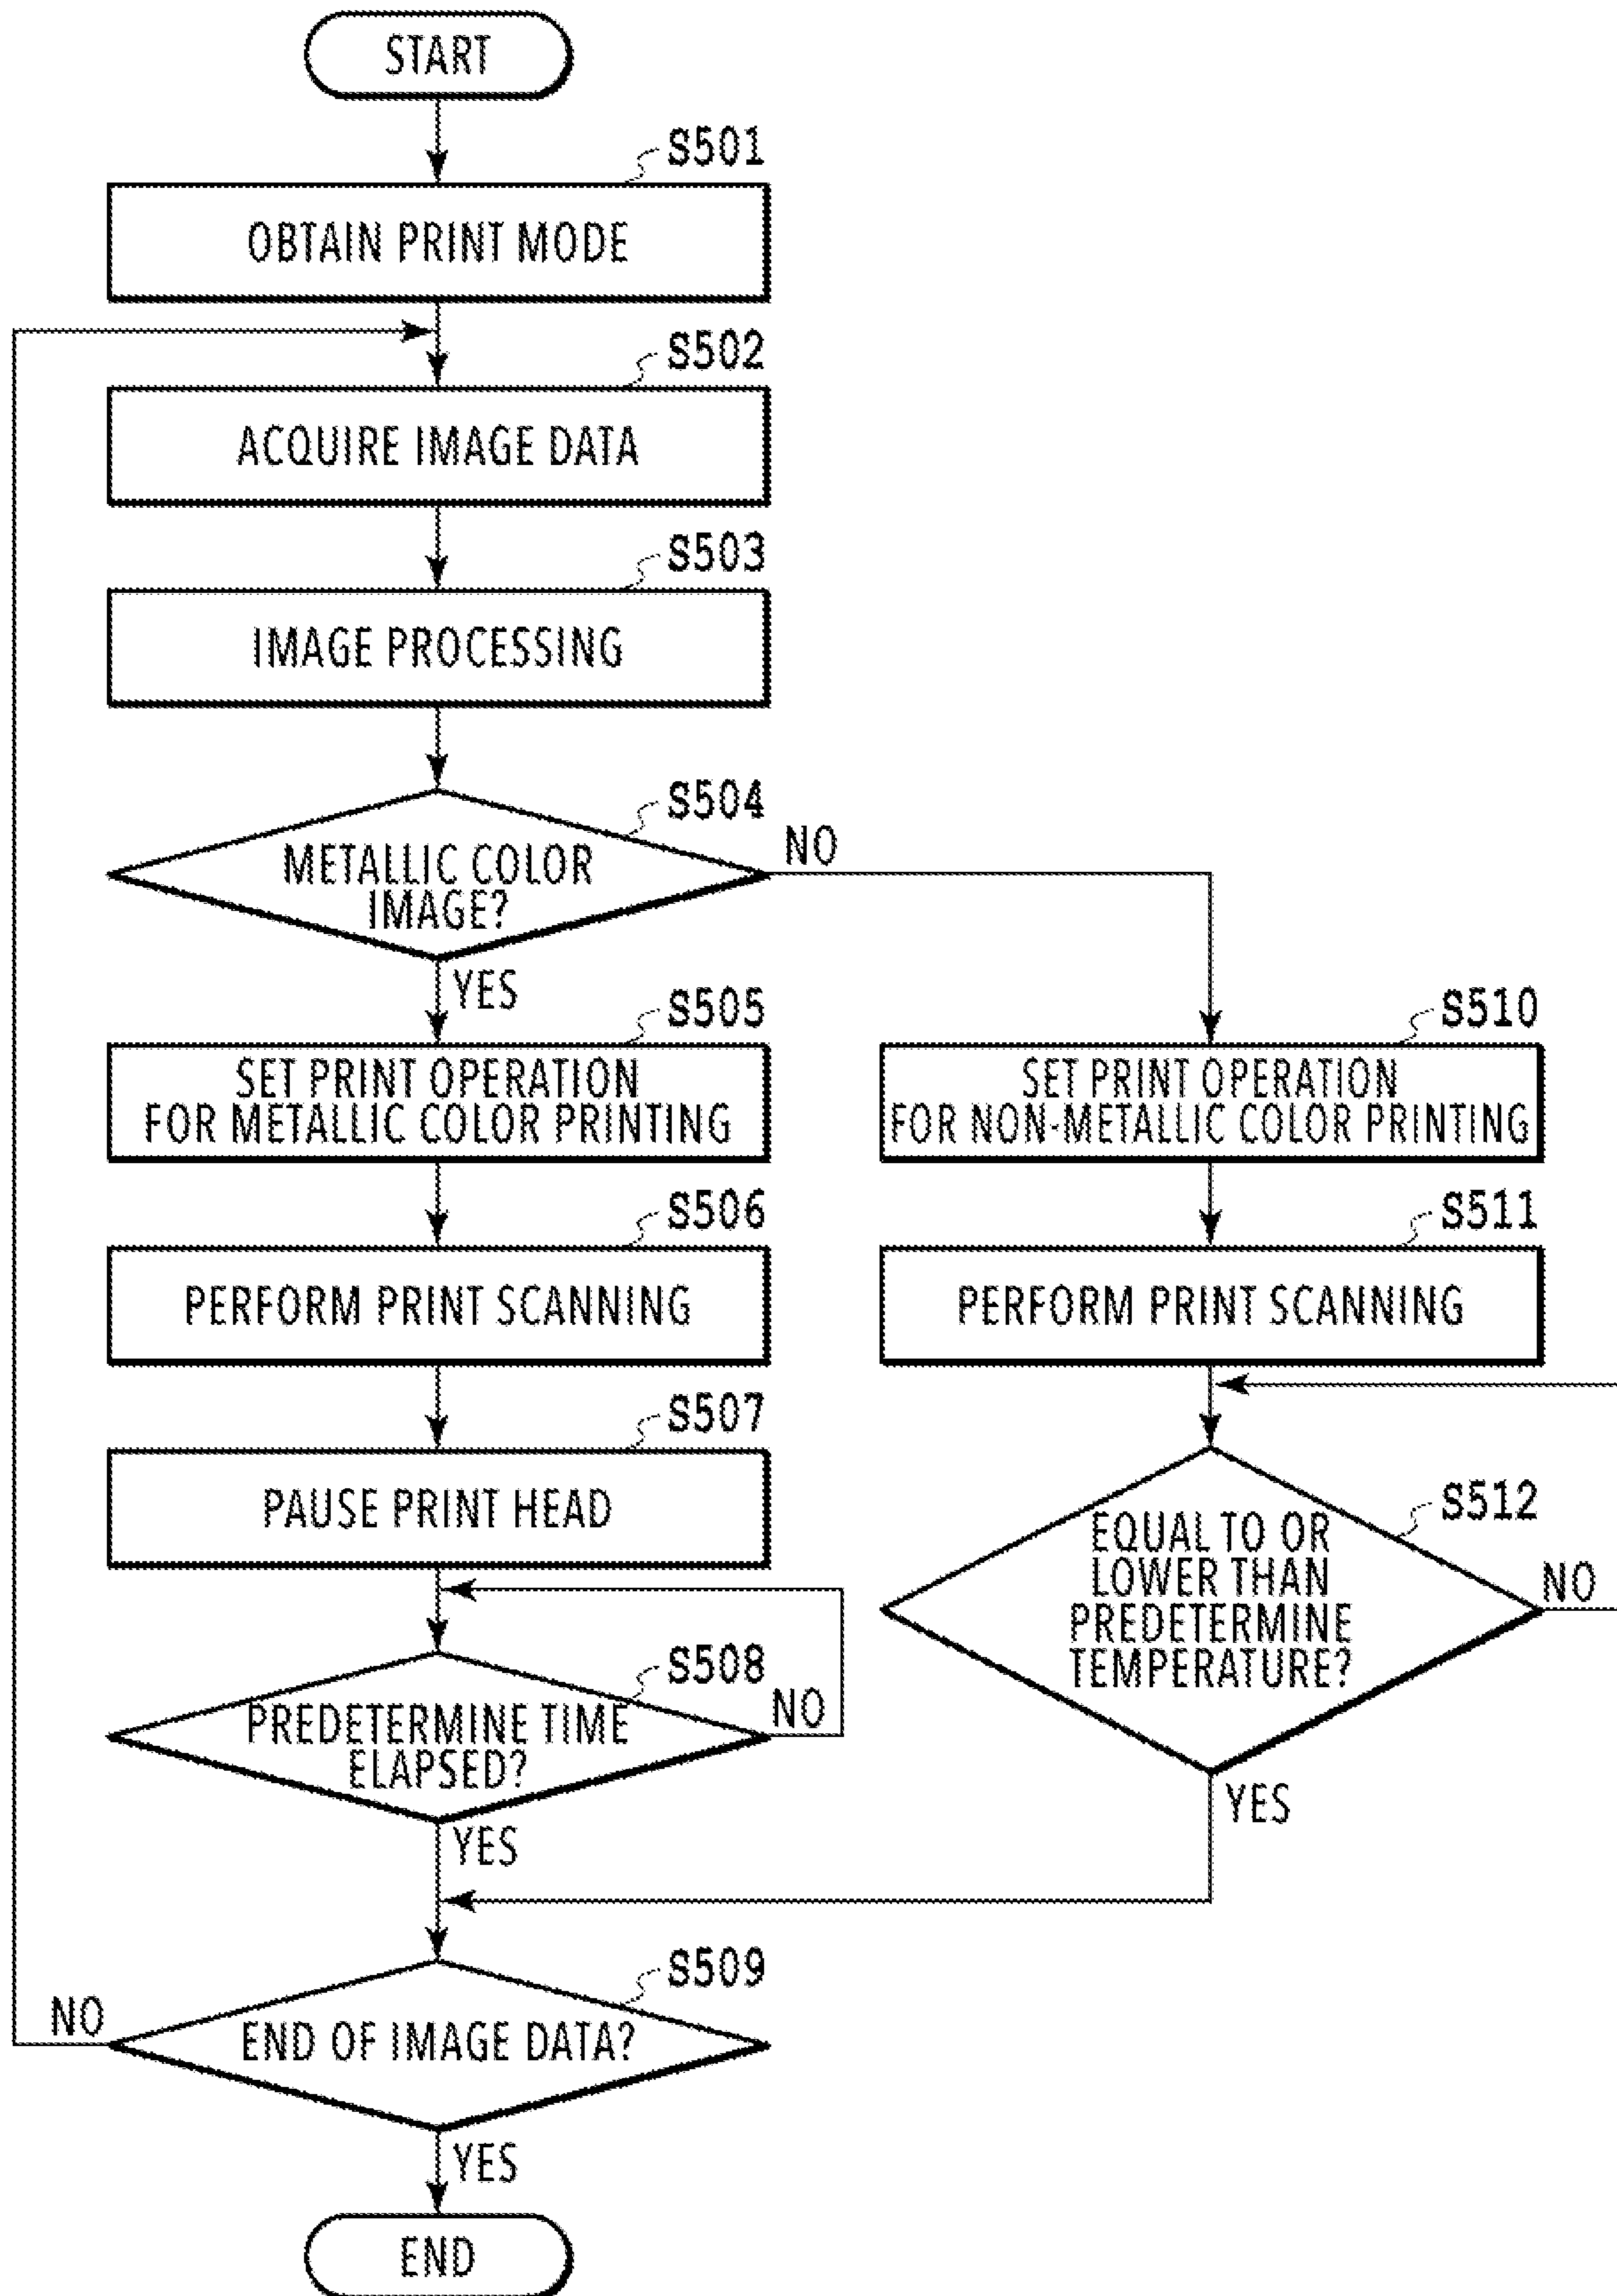 START
S501
OBTAIN PRINT MODE
S502
ACQUIRE IMAGE DATA
S503
IMAGE PROCESSING
S504
METALLIC COLOR
IMAGE?
NO
YES
S505
SET PRINT OPERATION
FOR METALLIC COLOR PRINTING
S510
SET PRINT OPERATION
FOR NON-METALLIC COLOR PRINTING
S506
PERFORM PRINT SCANNING
S511
PERFORM PRINT SCANNING
S507
PAUSE PRINT HEAD
S512
EQUAL TO OR
LOWER THAN
PREDETERMINE
TEMPERATURE?
NO
YES
S508
PREDETERMINE TIME
ELAPSED?
NO
YES
S509
END OF IMAGE DATA?
NO
YES
END